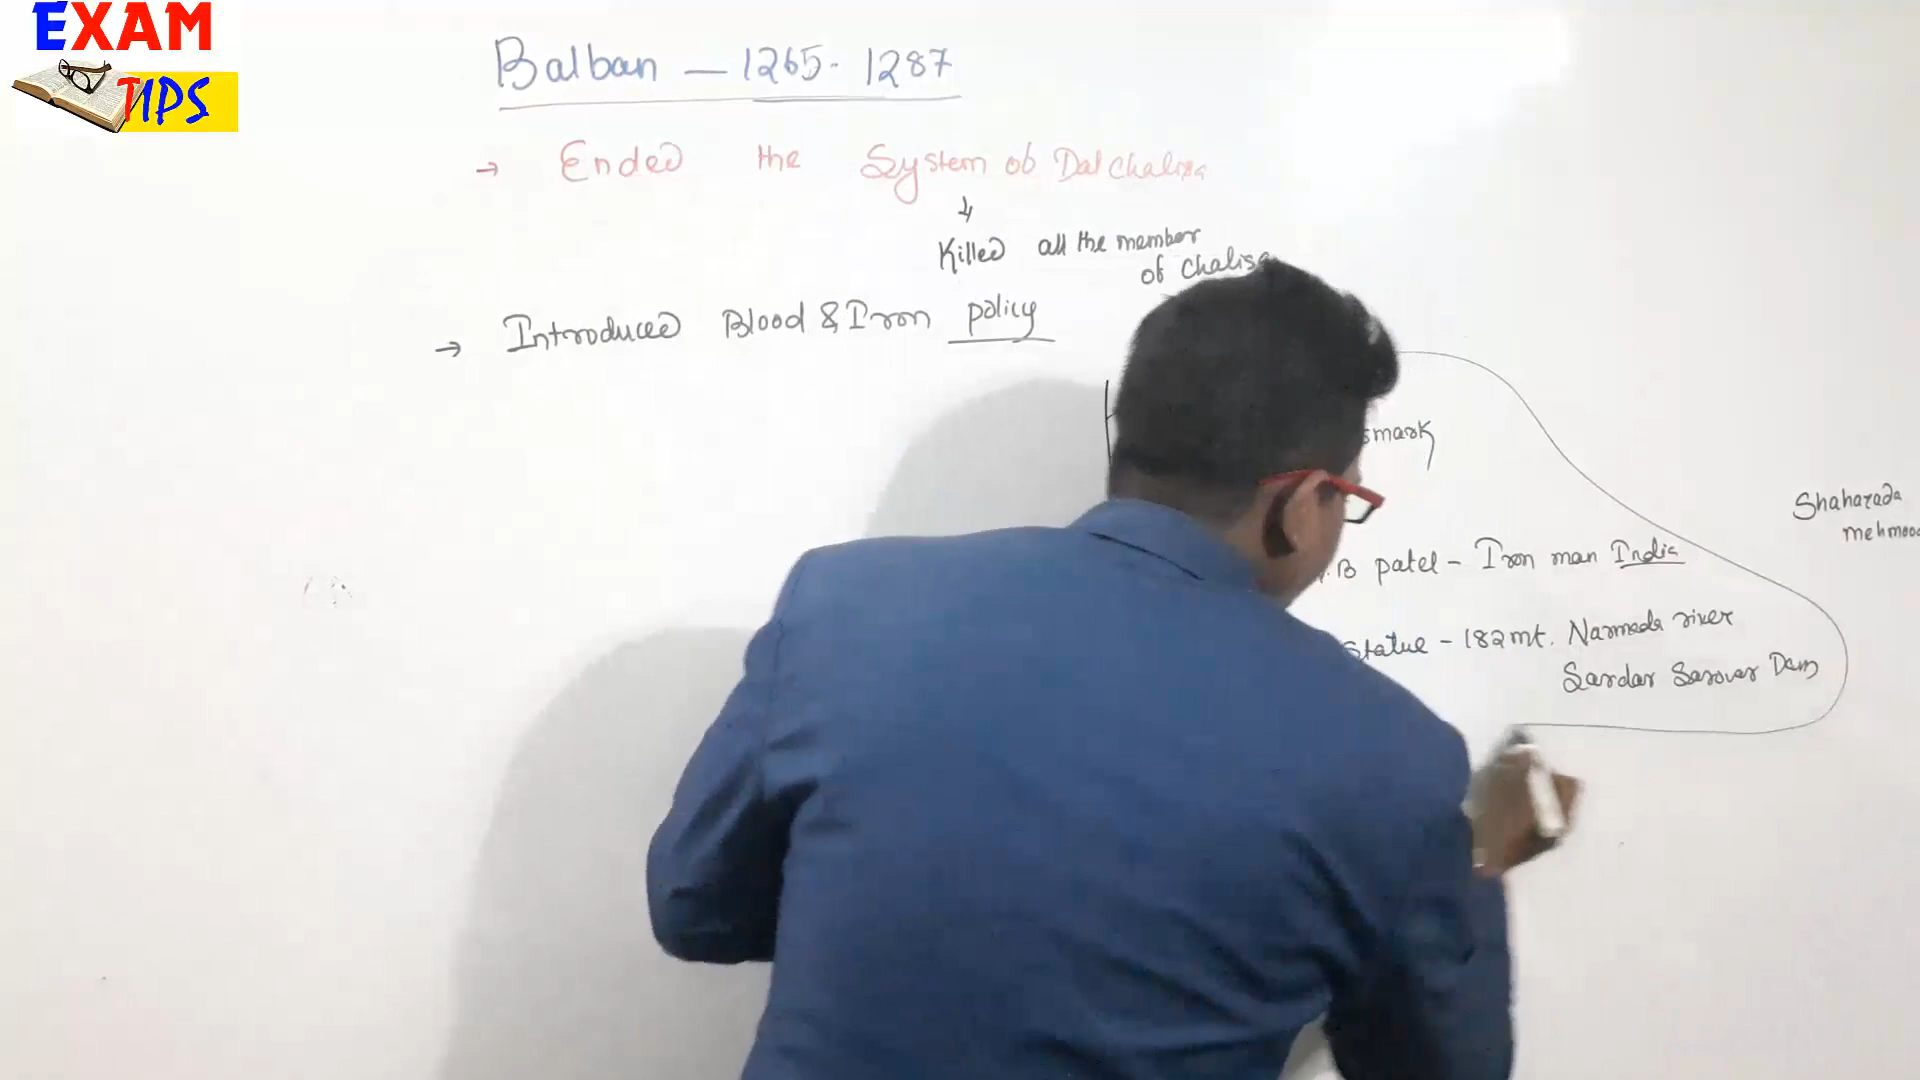 EXAM
TIPS
Balban — 1265 - 1287
→ Ended the System of Dal Chalisa
Killed all the member
of Chalisa
→ Introduced Blood & Iron policy
smark
Shahazada
mehmood
.B patel - Iron man India
Statue - 182 mt. Narmada river
Sardar Sarovar Dam